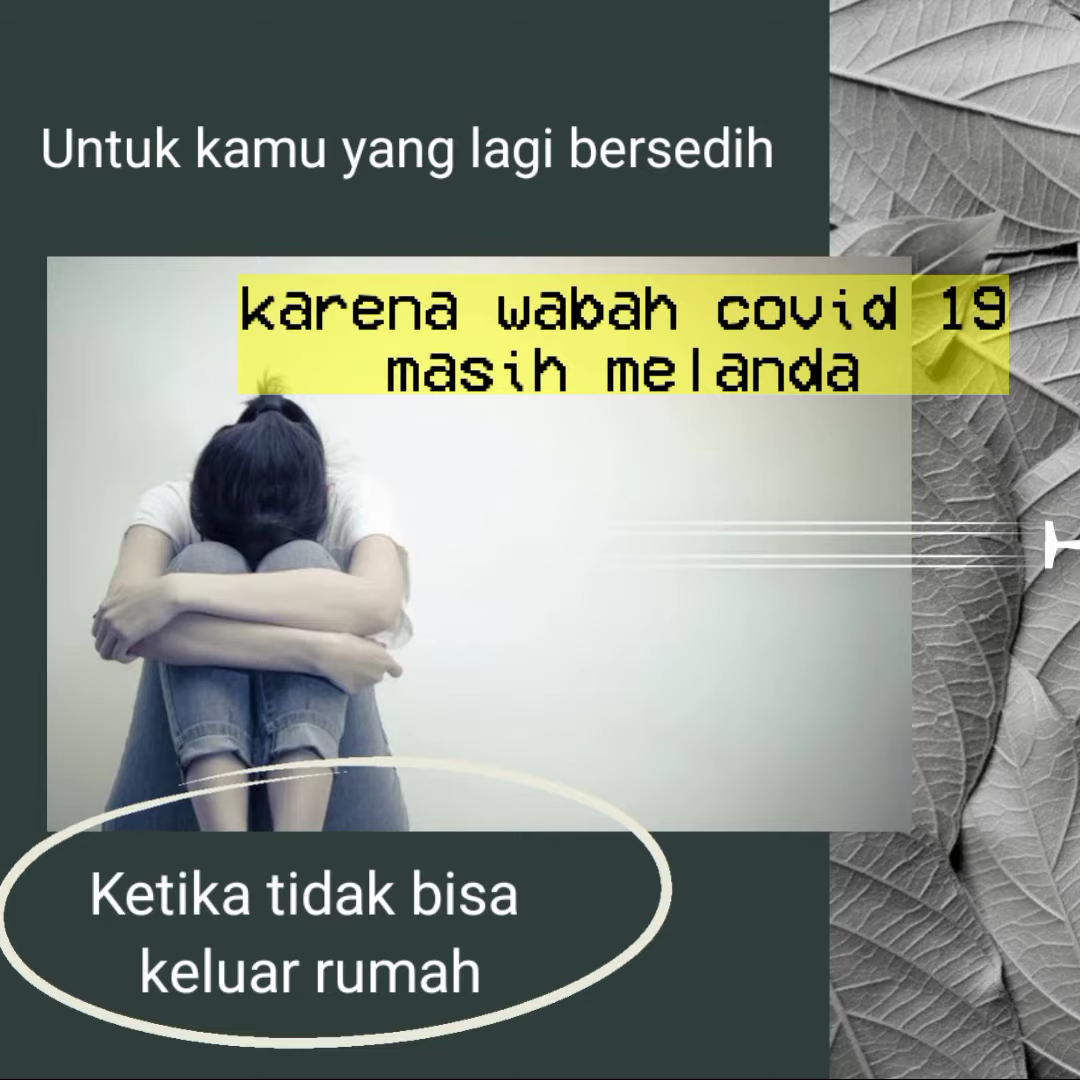 Untuk kamu yang lagi bersedih
karena wabah covid 19
masih melanda
Ketika tidak bisa
keluar rumah